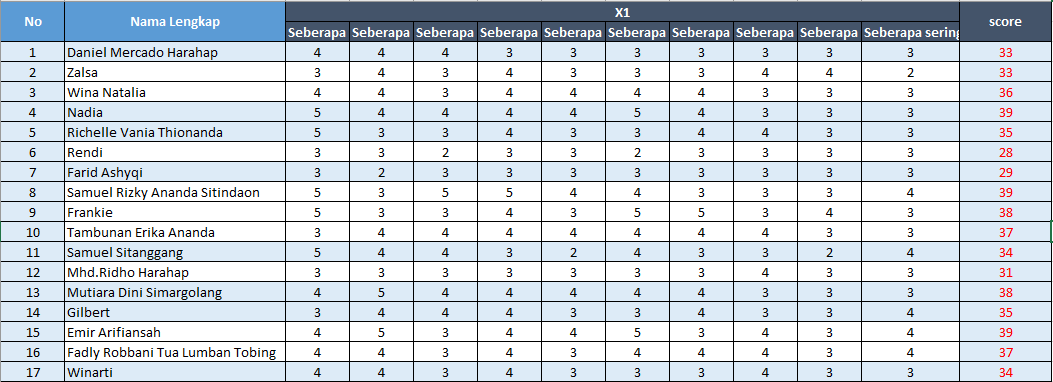 No Nama Lengkap X1 score
Seberapa Seberapa Seberapa Seberapa Seberapa Seberapa Seberapa Seberapa Seberapa Seberapa sering
1 Daniel Mercado Harahap 4 4 4 3 3 3 3 3 3 3 33
2 Zalsa 3 4 3 4 3 3 3 4 4 2 33
3 Wina Natalia 4 4 3 4 4 4 4 3 3 3 36
4 Nadia 5 4 4 4 4 5 4 3 3 3 39
5 Richelle Vania Thionanda 5 3 3 4 3 3 4 4 3 3 35
6 Rendi 3 3 2 3 3 2 3 3 3 3 28
7 Farid Ashyqi 3 2 3 3 3 3 3 3 3 3 29
8 Samuel Rizky Ananda Sitindaon 5 3 5 5 4 4 3 3 3 4 39
9 Frankie 5 3 3 4 3 5 5 3 4 3 38
10 Tambunan Erika Ananda 3 4 4 4 4 4 4 4 3 3 37
11 Samuel Sitanggang 5 4 4 3 2 4 3 3 2 4 34
12 Mhd.Ridho Harahap 3 3 3 3 3 3 3 4 3 3 31
13 Mutiara Dini Simargolang 4 5 4 4 4 4 4 3 3 3 38
14 Gilbert 3 4 4 4 3 3 4 3 3 4 35
15 Emir Arifiansah 4 5 3 4 4 5 3 4 3 4 39
16 Fadly Robbani Tua Lumban Tobing 4 4 3 4 3 4 4 4 3 4 37
17 Winarti 4 4 3 4 3 3 3 4 3 3 34